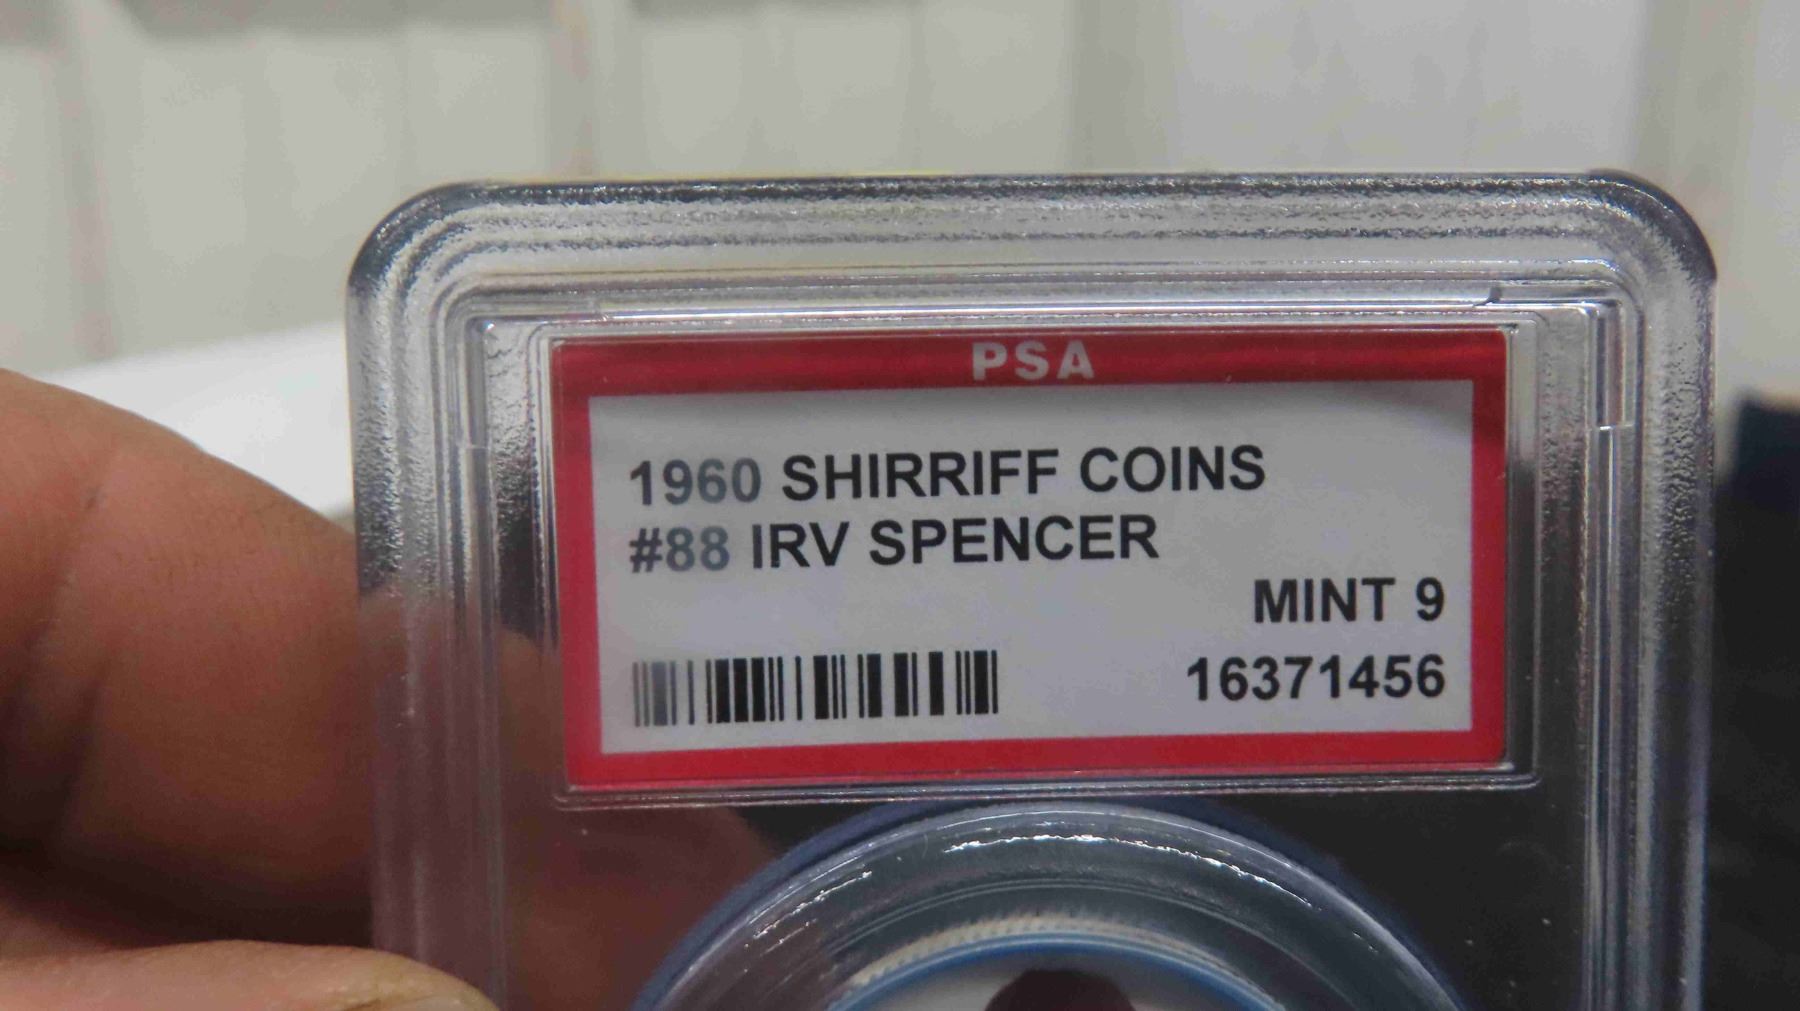 PSA
1960 SHIRRIFF COINS
#88 IRV SPENCER
MINT 9
16371456